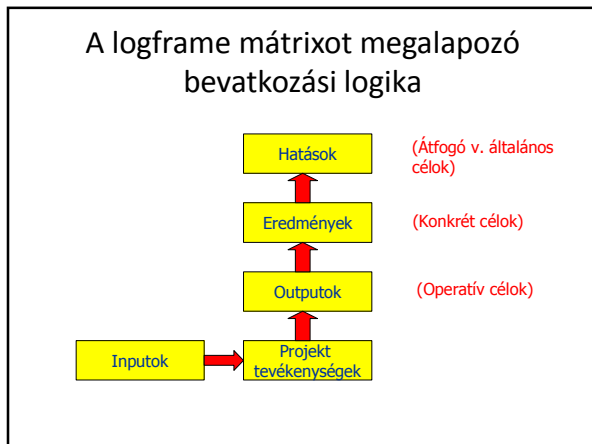 A logframe mátrixot megalapozó
bevatkozási logika
Hatások
(Átfogó v. általános
célok)
Eredmények
(Konkrét célok)
Outputok
(Operatív célok)
Inputok
Projekt
tevékenységek